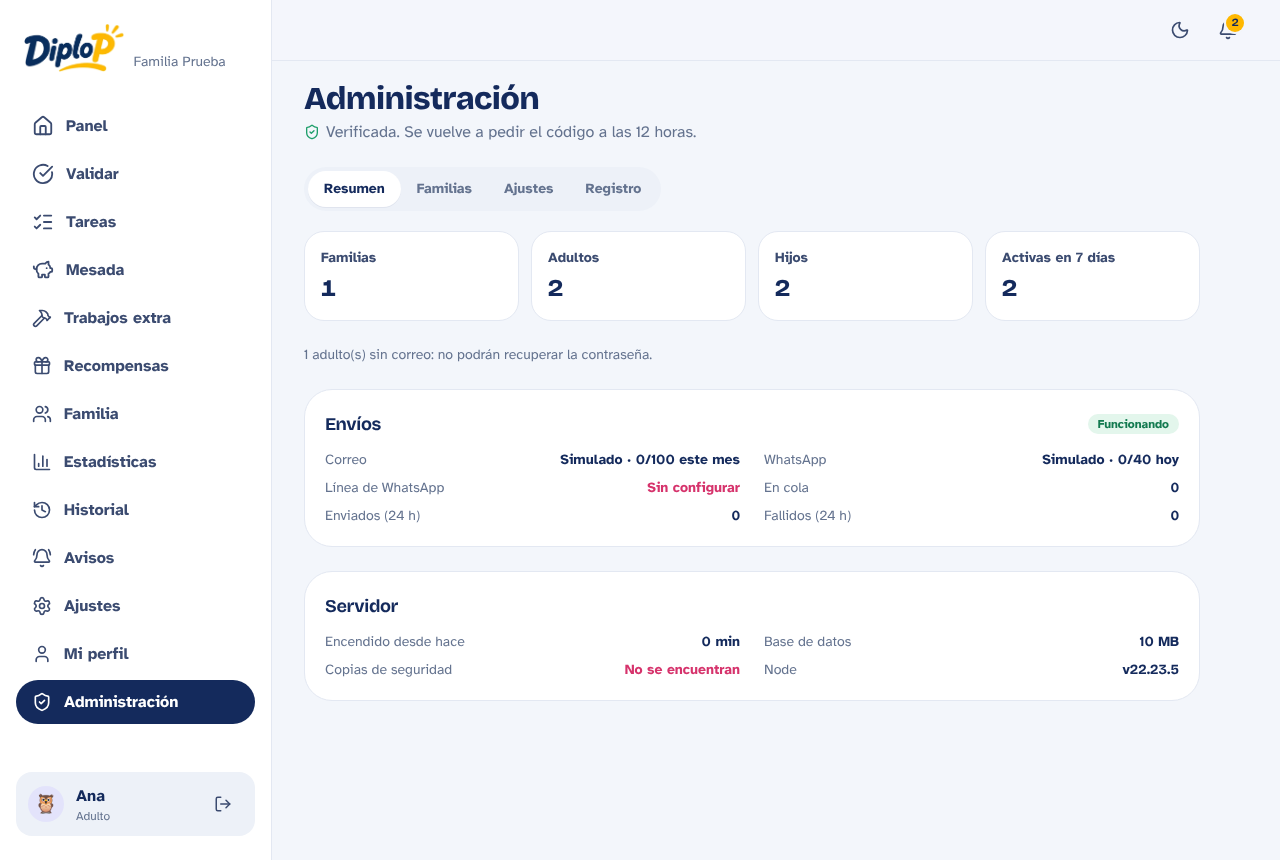 DiploP
Familia Prueba
2
Panel
Validar
Tareas
Mesada
Trabajos extra
Recompensas
Familia
Estadísticas
Historial
Avisos
Ajustes
Mi perfil
Administración
Ana
Adulto
Administración
Verificada. Se vuelve a pedir el código a las 12 horas.
Resumen Familias Ajustes Registro
Familias
1
Adultos
2
Hijos
2
Activas en 7 días
2
1 adulto(s) sin correo: no podrán recuperar la contraseña.
Envíos Funcionando
Correo Simulado · 0/100 este mes WhatsApp Simulado · 0/40 hoy
Línea de WhatsApp Sin configurar En cola 0
Enviados (24 h) 0 Fallidos (24 h) 0
Servidor
Encendido desde hace 0 min Base de datos 10 MB
Copias de seguridad No se encuentran Node v22.23.5